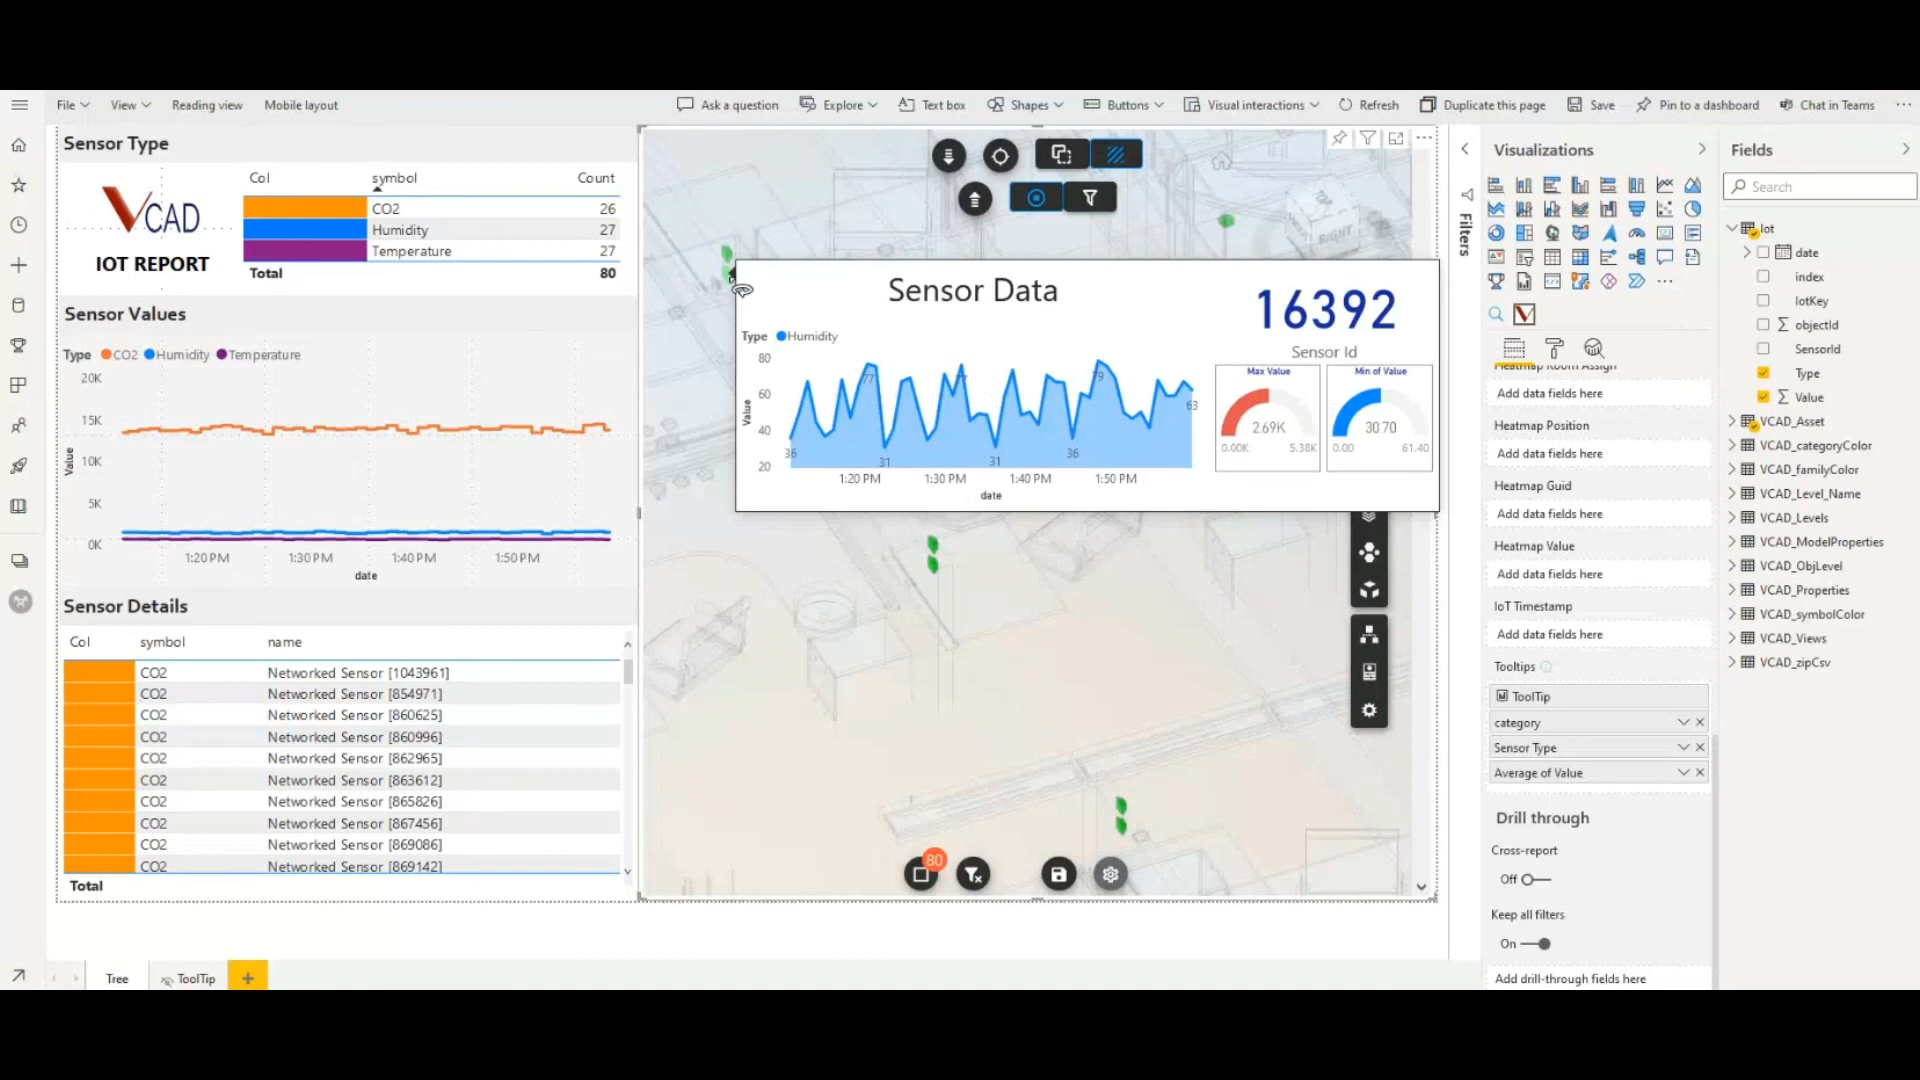 File View Reading view Mobile layout Ask a question Explore Text box Shapes Buttons Visual interactions Refresh Duplicate this page Save Pin to a dashboard Chat in Teams
Sensor Type
VCAD
IOT REPORT
Col symbol Count
CO2 26
Humidity 27
Temperature 27
Total 80
Sensor Values
Type CO2 Humidity Temperature
20K
15K
10K
5K
0K
Value
1:20 PM 1:30 PM 1:40 PM 1:50 PM
date
Sensor Details
Col symbol name
CO2 Networked Sensor [1043961]
CO2 Networked Sensor [854971]
CO2 Networked Sensor [860625]
CO2 Networked Sensor [860996]
CO2 Networked Sensor [862965]
CO2 Networked Sensor [863612]
CO2 Networked Sensor [865826]
CO2 Networked Sensor [867456]
CO2 Networked Sensor [869086]
CO2 Networked Sensor [869142]
Total
RIGHT
Sensor Data
16392
Sensor Id
Type Humidity
80
60
40
20
Value
36 77 31 77 31 36 79 63
1:20 PM 1:30 PM 1:40 PM 1:50 PM
date
Max Value
2.69K
0.00K 5.38K
Min of Value
30.70
0.00 61.40
80
Filters
Visualizations
Heatmap Room Assign
Add data fields here
Heatmap Position
Add data fields here
Heatmap Guid
Add data fields here
Heatmap Value
Add data fields here
IoT Timestamp
Add data fields here
Tooltips
ToolTip
category
Sensor Type
Average of Value
Drill through
Cross-report
Off
Keep all filters
On
Add drill-through fields here
Fields
Search
Iot
date
index
IotKey
objectId
SensorId
Type
Value
VCAD_Asset
VCAD_categoryColor
VCAD_familyColor
VCAD_Level_Name
VCAD_Levels
VCAD_ModelProperties
VCAD_ObjLevel
VCAD_Properties
VCAD_symbolColor
VCAD_Views
VCAD_zipCsv
Tree ToolTip